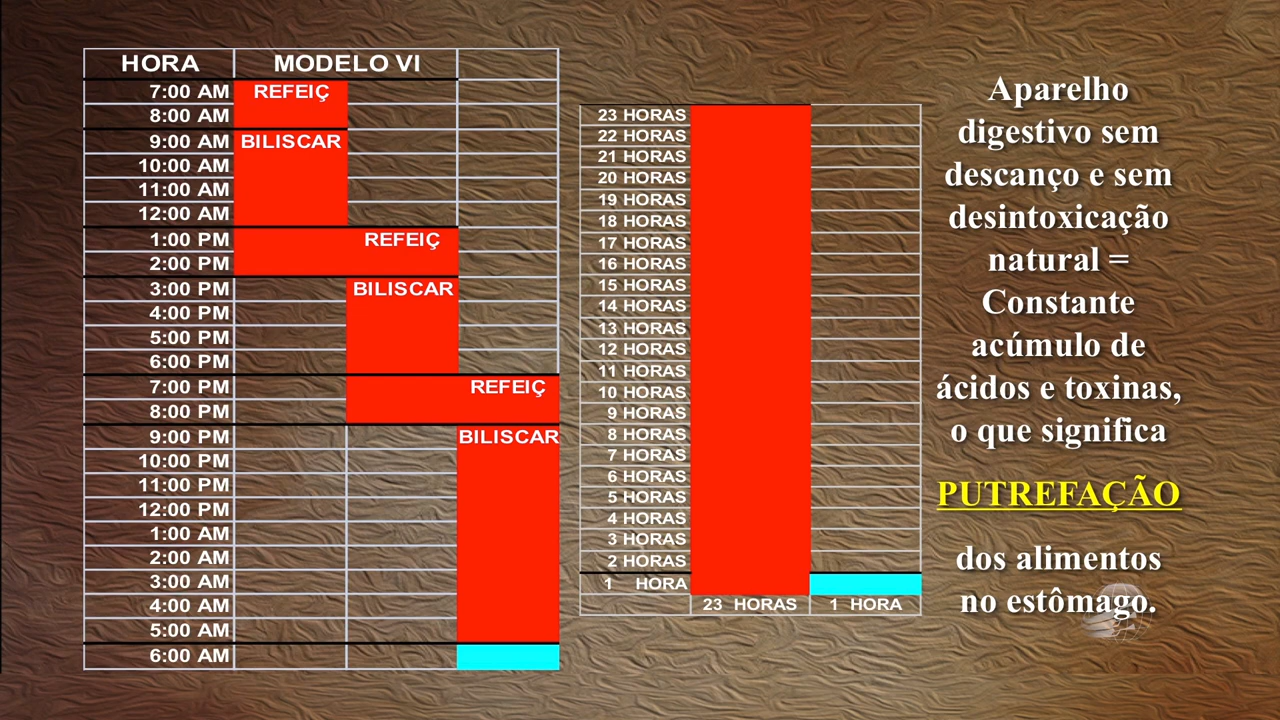 HORA MODELO VI
7:00 AM REFEIÇ
8:00 AM
9:00 AM BILISCAR
10:00 AM
11:00 AM
12:00 AM
1:00 PM REFEIÇ
2:00 PM
3:00 PM BILISCAR
4:00 PM
5:00 PM
6:00 PM
7:00 PM REFEIÇ
8:00 PM
9:00 PM BILISCAR
10:00 PM
11:00 PM
12:00 PM
1:00 AM
2:00 AM
3:00 AM
4:00 AM
5:00 AM
6:00 AM
23 HORAS
22 HORAS
21 HORAS
20 HORAS
19 HORAS
18 HORAS
17 HORAS
16 HORAS
15 HORAS
14 HORAS
13 HORAS
12 HORAS
11 HORAS
10 HORAS
9 HORAS
8 HORAS
7 HORAS
6 HORAS
5 HORAS
4 HORAS
3 HORAS
2 HORAS
1 HORA
23 HORAS 1 HORA
Aparelho
digestivo sem
descanço e sem
desintoxicação
natural =
Constante
acúmulo de
ácidos e toxinas,
o que significa
PUTREFAÇÃO
dos alimentos
no estômago.